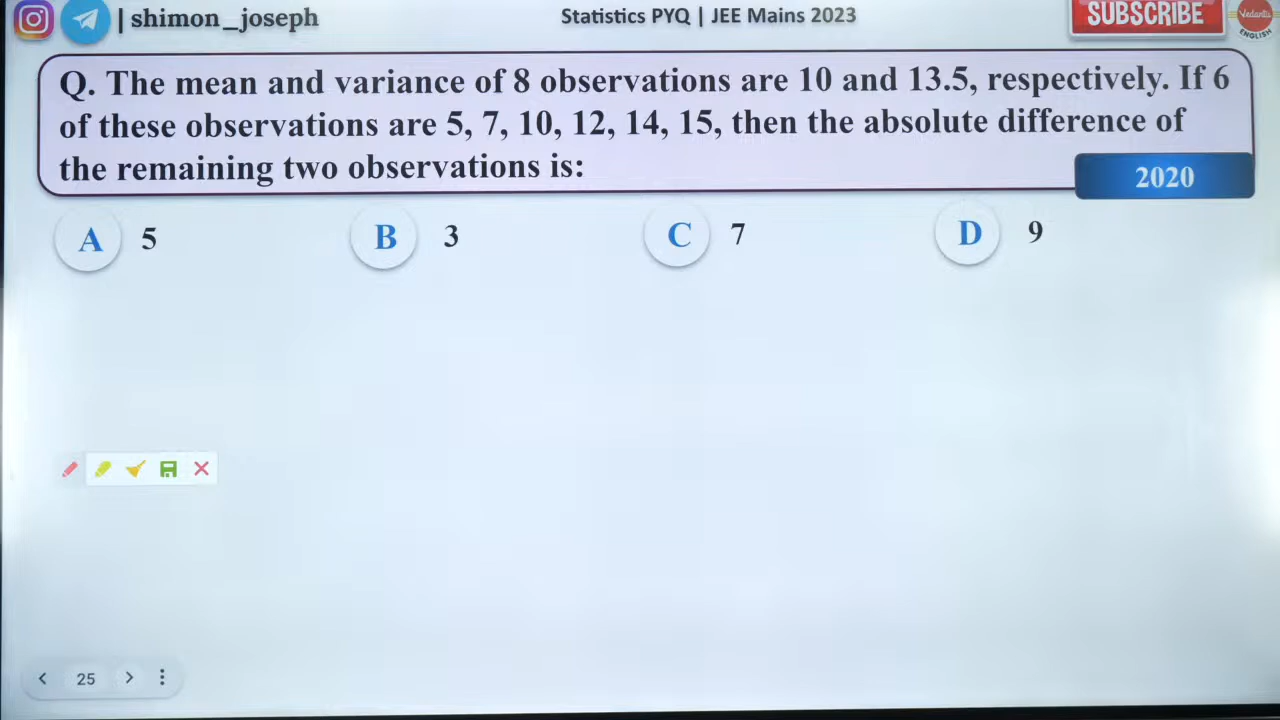 | shimon_joseph
Statistics PYQ | JEE Mains 2023
SUBSCRIBE
Vedantu
ENGLISH
Q. The mean and variance of 8 observations are 10 and 13.5, respectively. If 6
of these observations are 5, 7, 10, 12, 14, 15, then the absolute difference of
the remaining two observations is:
2020
A 5
B 3
C 7
D 9
25